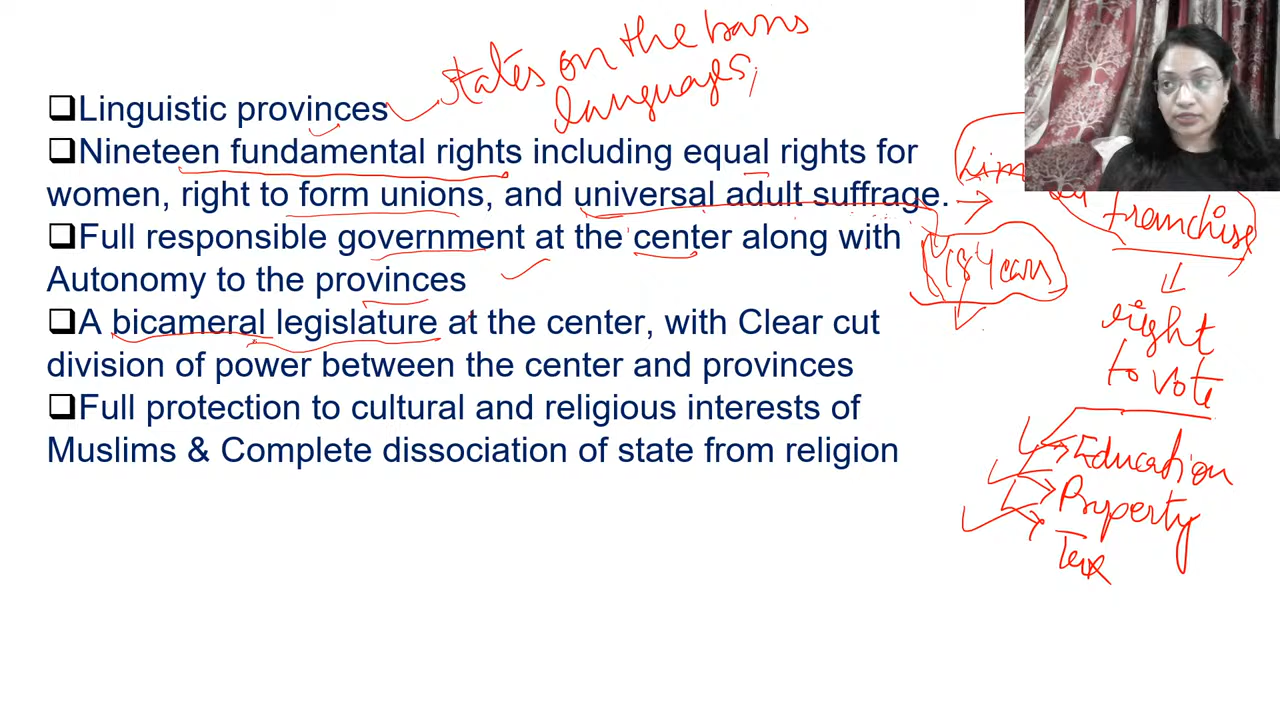 States on the basis
languages,
❑Linguistic provinces
❑Nineteen fundamental rights including equal rights for
women, right to form unions, and universal adult suffrage.
❑Full responsible government at the center along with
Autonomy to the provinces
❑A bicameral legislature at the center, with Clear cut
division of power between the center and provinces
❑Full protection to cultural and religious interests of
Muslims & Complete dissociation of state from religion
franchise
18 Years
right
to vote
Education
Property
Tax